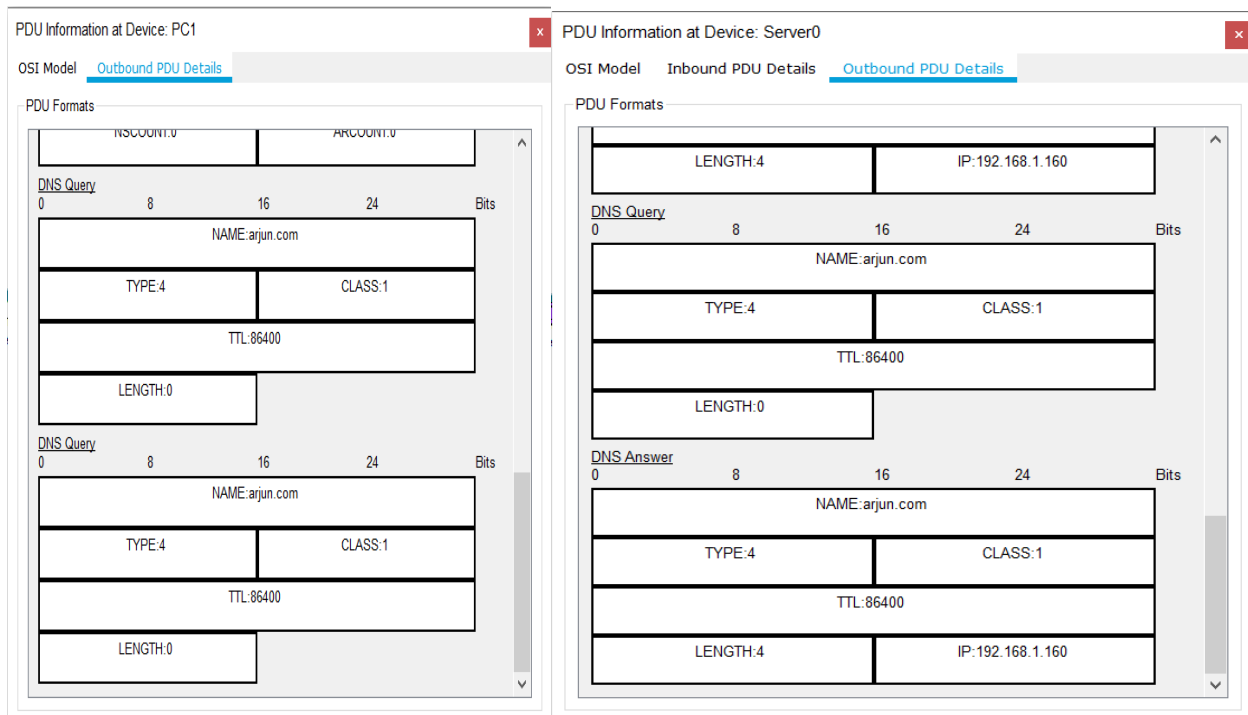 PDU Information at Device: PC1
x
OSI Model Outbound PDU Details
PDU Formats
NSCOUNT:0 ARCOUNT:0
DNS Query
0 8 16 24 Bits
NAME:arjun.com
TYPE:4 CLASS:1
TTL:86400
LENGTH:0
DNS Query
0 8 16 24 Bits
NAME:arjun.com
TYPE:4 CLASS:1
TTL:86400
LENGTH:0
PDU Information at Device: Server0
x
OSI Model Inbound PDU Details Outbound PDU Details
PDU Formats
LENGTH:4 IP:192.168.1.160
DNS Query
0 8 16 24 Bits
NAME:arjun.com
TYPE:4 CLASS:1
TTL:86400
LENGTH:0
DNS Answer
0 8 16 24 Bits
NAME:arjun.com
TYPE:4 CLASS:1
TTL:86400
LENGTH:4 IP:192.168.1.160